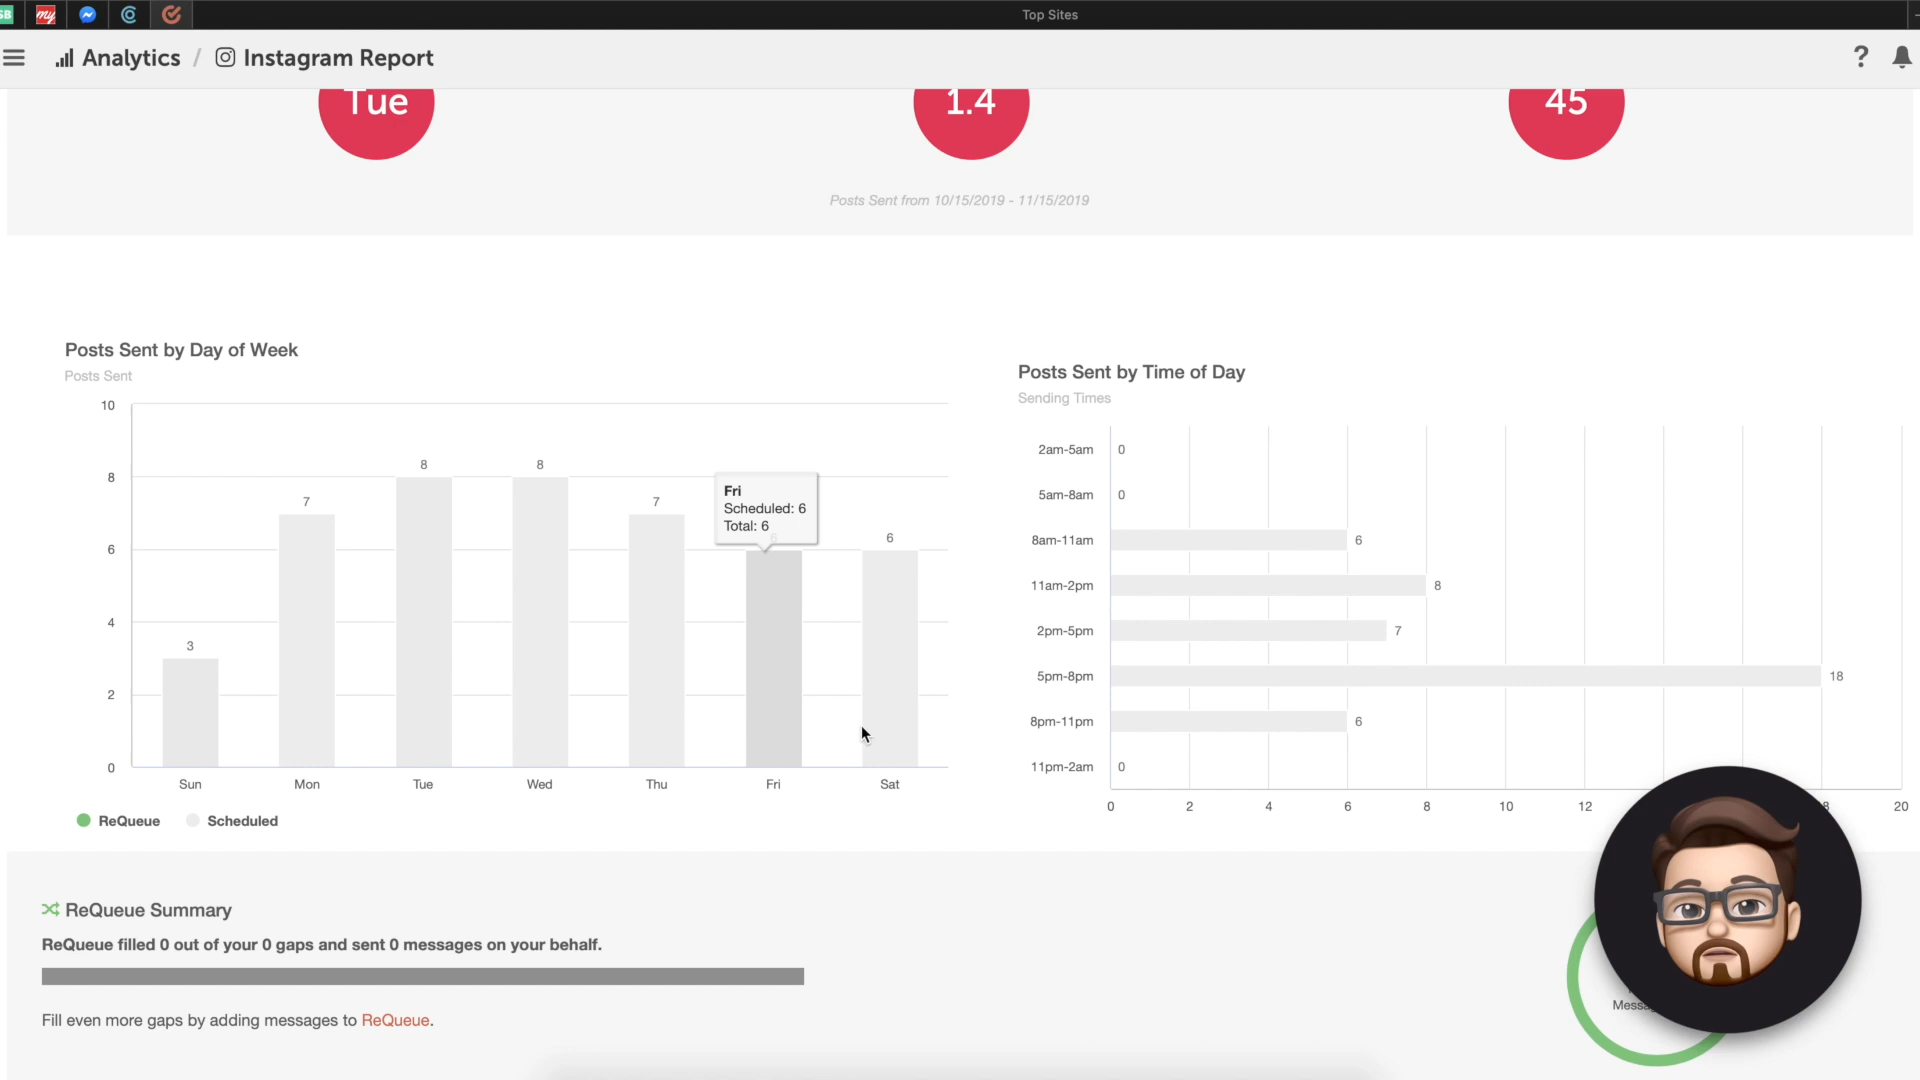 SB
my
Top Sites
Analytics / Instagram Report
?
Tue
1.4
45
Posts Sent from 10/15/2019 - 11/15/2019
Posts Sent by Day of Week
Posts Sent
10
8
6
4
2
0
3
7
8
8
7
6
6
Fri
Scheduled: 6
Total: 6
Sun Mon Tue Wed Thu Fri Sat
ReQueue Scheduled
Posts Sent by Time of Day
Sending Times
2am-5am 0
5am-8am 0
8am-11am 6
11am-2pm 8
2pm-5pm 7
5pm-8pm 18
8pm-11pm 6
11pm-2am 0
0 2 4 6 8 10 12 8 20
ReQueue Summary
ReQueue filled 0 out of your 0 gaps and sent 0 messages on your behalf.
Fill even more gaps by adding messages to ReQueue.